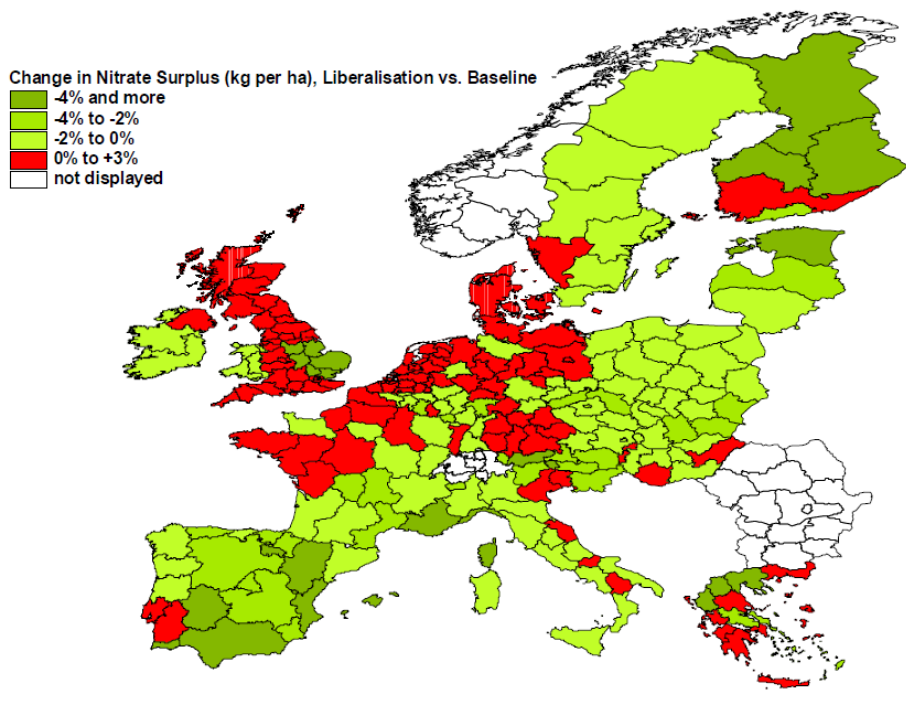 Change in Nitrate Surplus (kg per ha), Liberalisation vs. Baseline
-4% and more
-4% to -2%
-2% to 0%
0% to +3%
not displayed